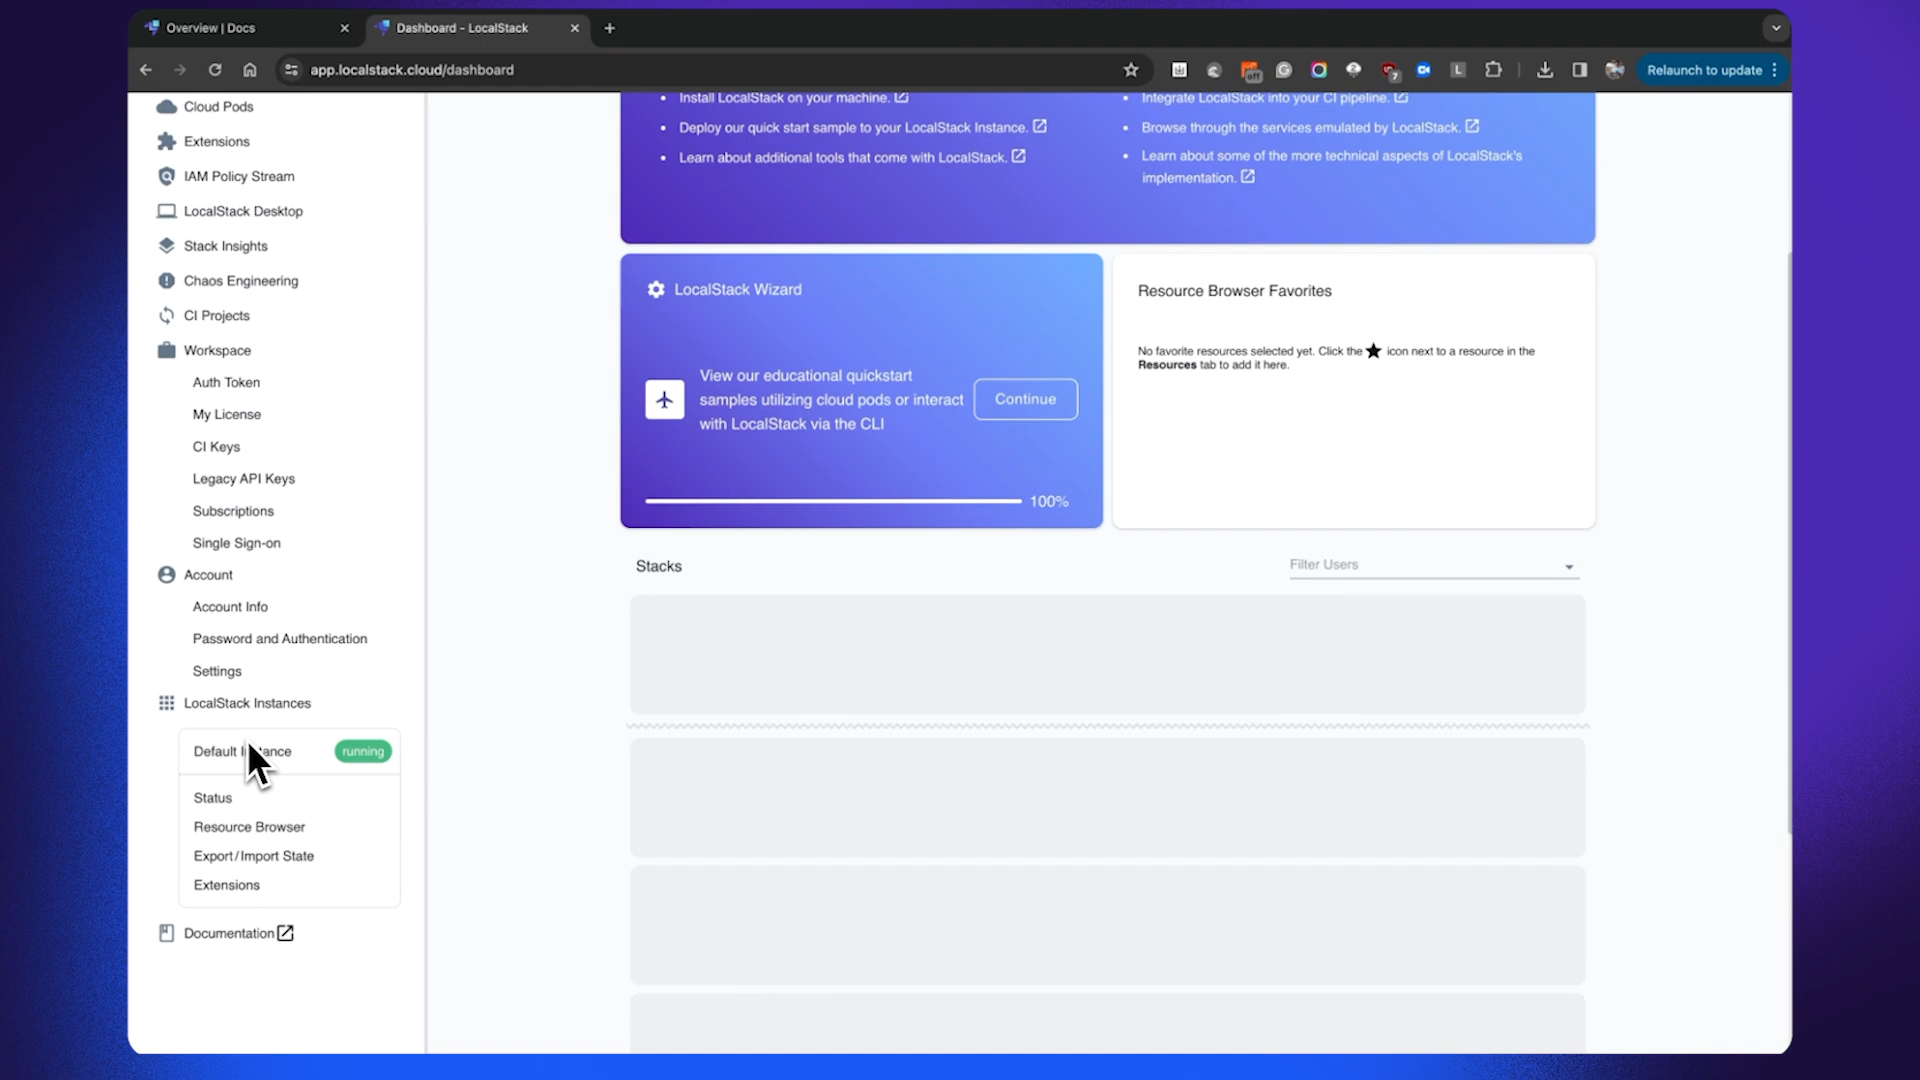 Overview | Docs
Dashboard - LocalStack
app.localstack.cloud/dashboard
off
7
L
Relaunch to update
Cloud Pods
Extensions
IAM Policy Stream
LocalStack Desktop
Stack Insights
Chaos Engineering
CI Projects
Workspace
Auth Token
My License
CI Keys
Legacy API Keys
Subscriptions
Single Sign-on
Account
Account Info
Password and Authentication
Settings
LocalStack Instances
Default
running
Status
Resource Browser
Export/Import State
Extensions
Documentation
Install LocalStack on your machine.
Deploy our quick start sample to your LocalStack Instance.
Learn about additional tools that come with LocalStack.
Integrate LocalStack into your CI pipeline.
Browse through the services emulated by LocalStack.
Learn about some of the more technical aspects of LocalStack's
implementation.
LocalStack Wizard
View our educational quickstart
samples utilizing cloud pods or interact
with LocalStack via the CLI
Continue
100%
Resource Browser Favorites
No favorite resources selected yet. Click the ★ icon next to a resource in the
Resources tab to add it here.
Stacks
Filter Users